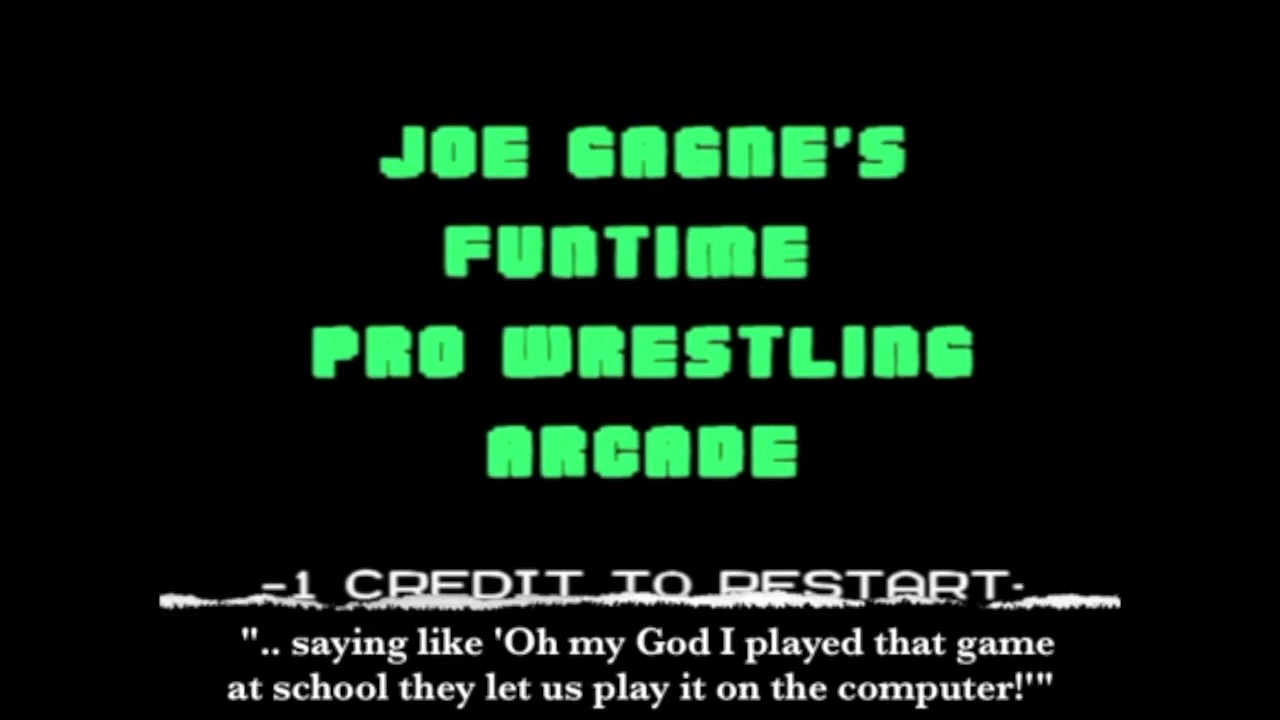 JOE GAGNE'S
FUNTIME
PRO WRESTLING
ARCADE
-1 CREDIT TO RESTART-
".. saying like 'Oh my God I played that game
at school they let us play it on the computer!'"